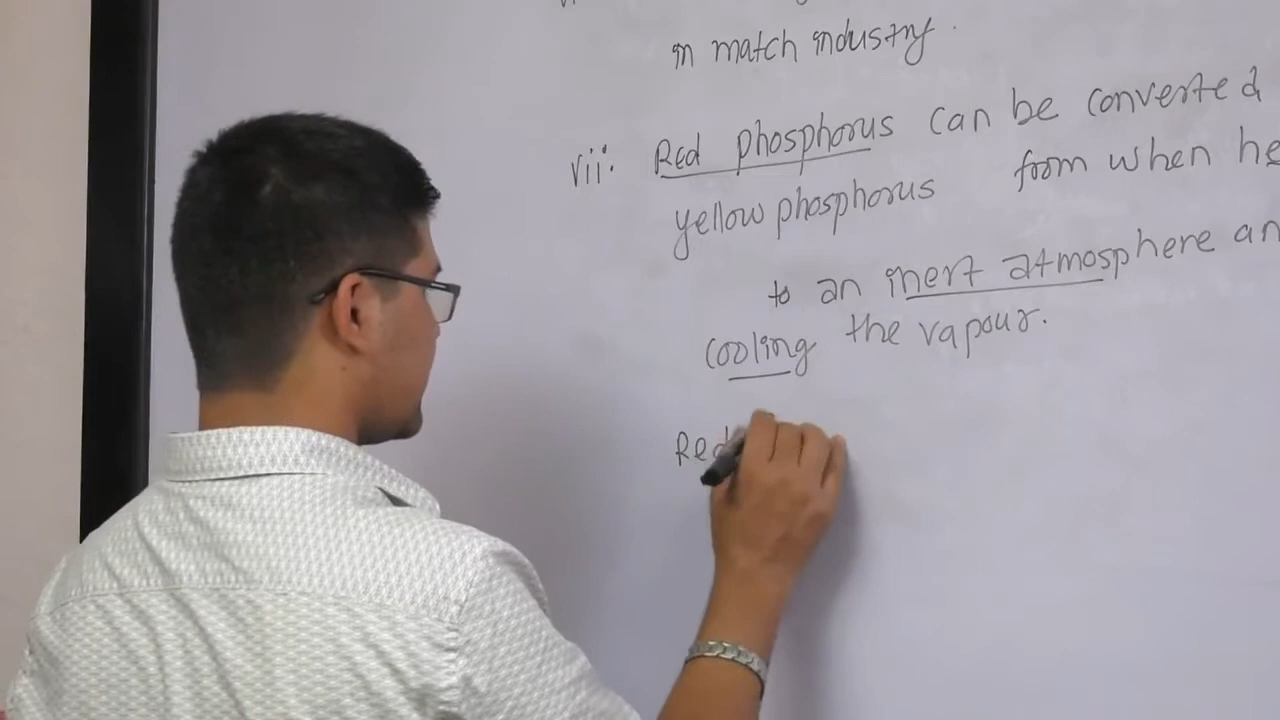 in match industry.
vii. Red phosphorus can be converted
yellow phosphorus from when he
to an inert atmosphere an
cooling the vapour.
Red